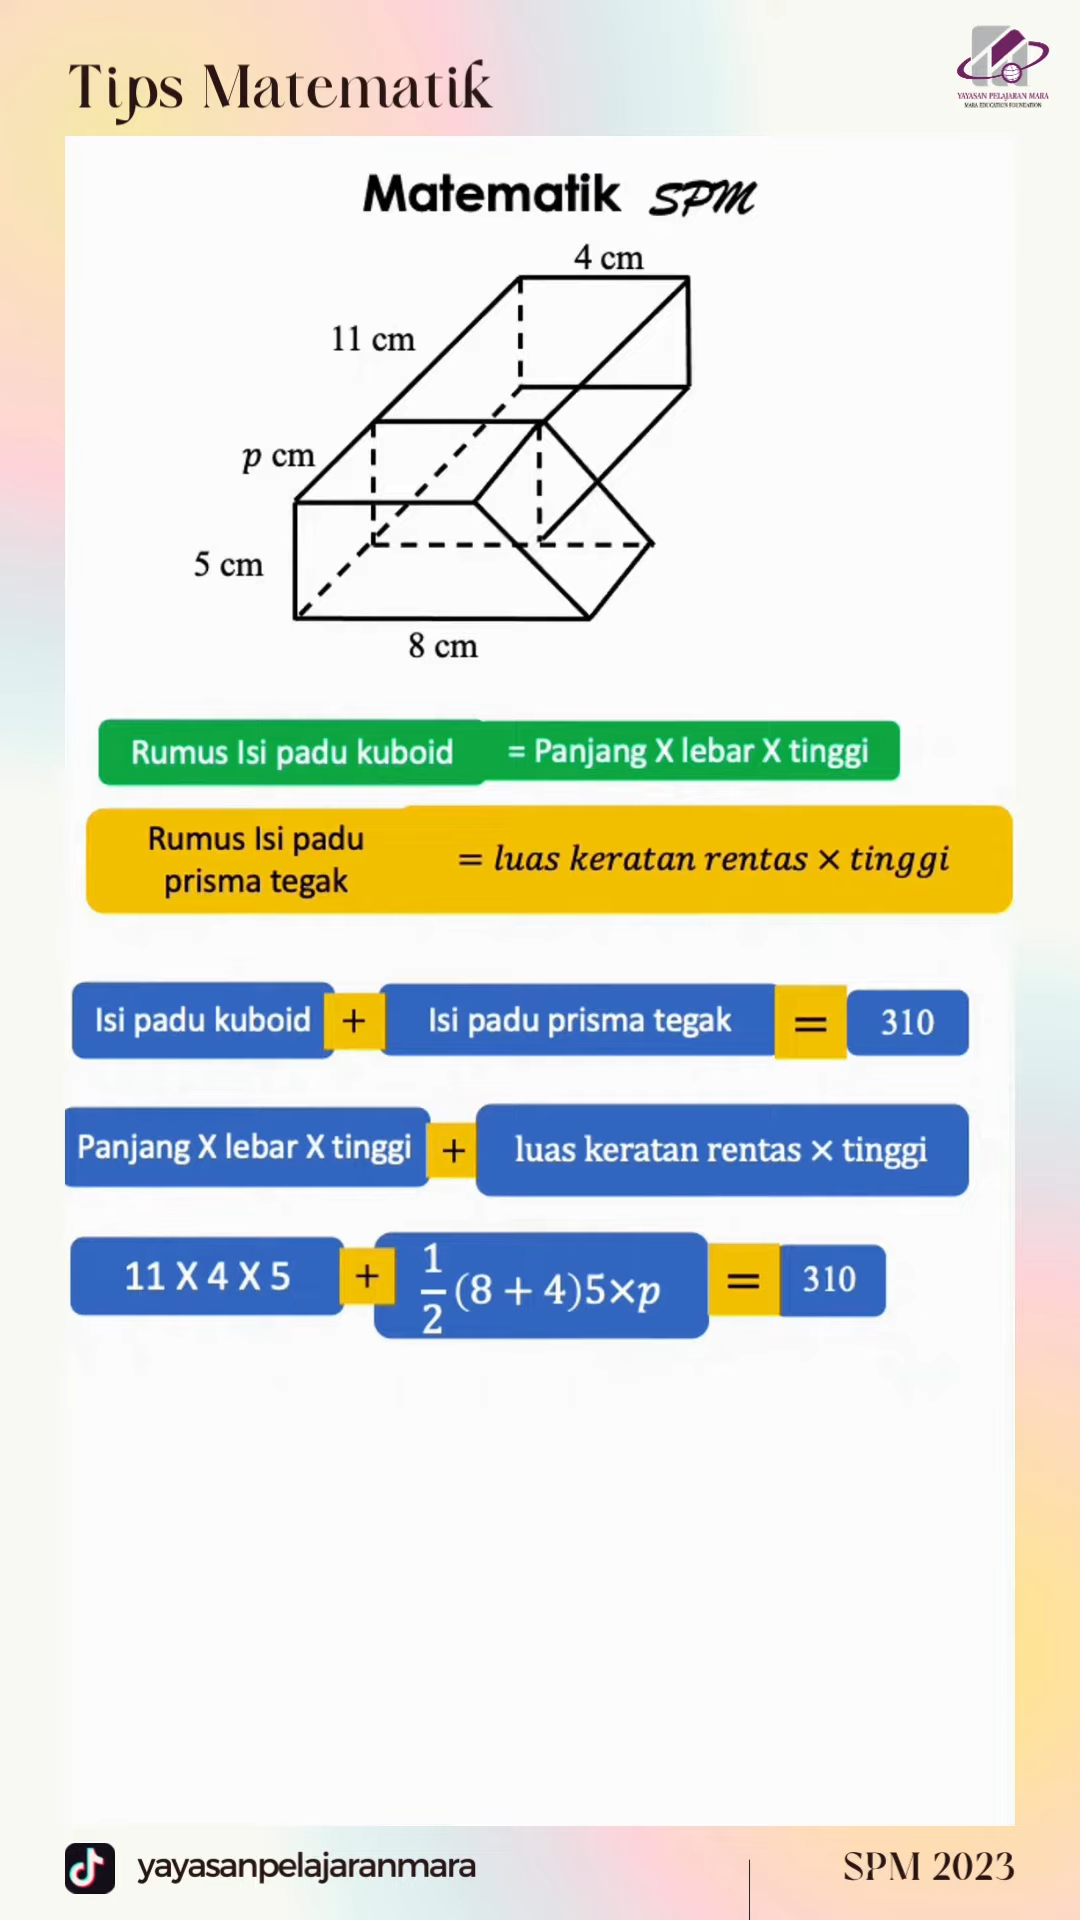 Tips Matematik
YAYASAN PELAJARAN MARA
MARA EDUCATION FOUNDATION
Matematik SPM
4 cm
11 cm
p cm
5 cm
8 cm
Rumus Isi padu kuboid = Panjang X lebar X tinggi
Rumus Isi padu
prisma tegak
= luas keratan rentas × tinggi
Isi padu kuboid + Isi padu prisma tegak = 310
Panjang X lebar X tinggi + luas keratan rentas × tinggi
11 X 4 X 5 + 1/2 (8 + 4)5×p = 310
yayasanpelajaranmara
SPM 2023